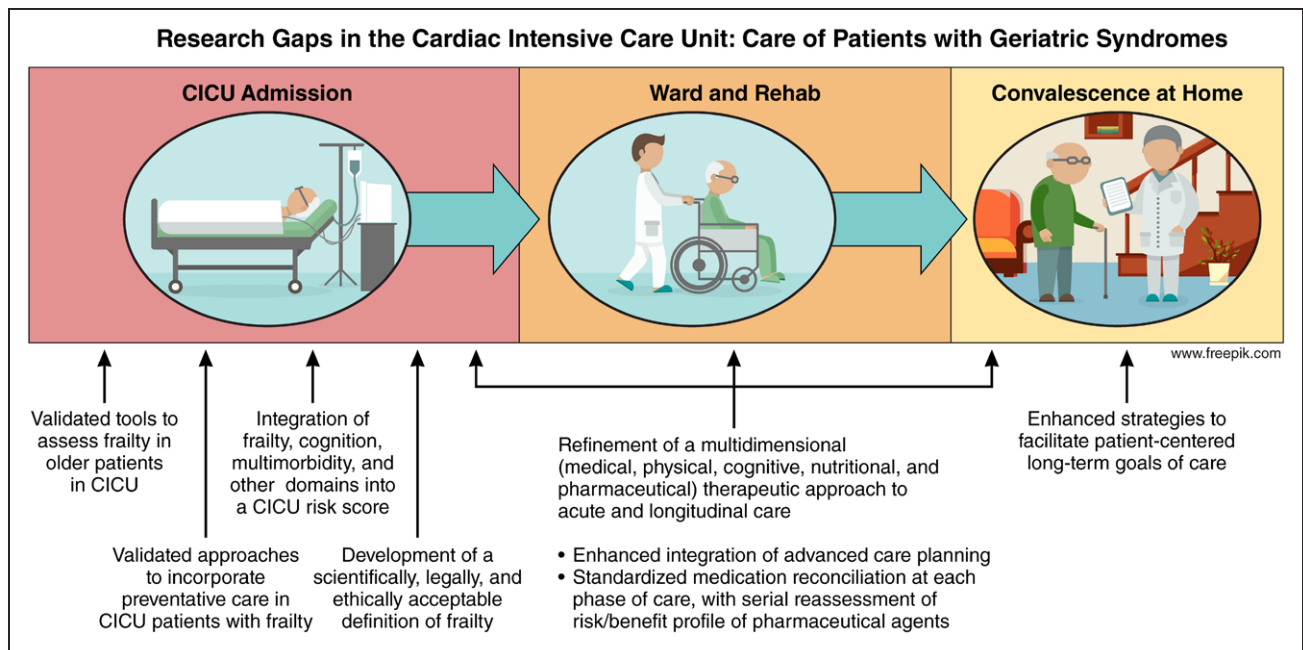 Research Gaps in the Cardiac Intensive Care Unit: Care of Patients with Geriatric Syndromes
CICU Admission
Ward and Rehab
Convalescence at Home
www.freepik.com
Validated tools to
assess frailty in
older patients
in CICU
Validated approaches
to incorporate
preventative care in
CICU patients with frailty
Integration of
frailty, cognition,
multimorbidity, and
other domains into
a CICU risk score
Development of a
scientifically, legally, and
ethically acceptable
definition of frailty
Refinement of a multidimensional
(medical, physical, cognitive, nutritional, and
pharmaceutical) therapeutic approach to
acute and longitudinal care
• Enhanced integration of advanced care planning
• Standardized medication reconciliation at each
phase of care, with serial reassessment of
risk/benefit profile of pharmaceutical agents
Enhanced strategies to
facilitate patient-centered
long-term goals of care